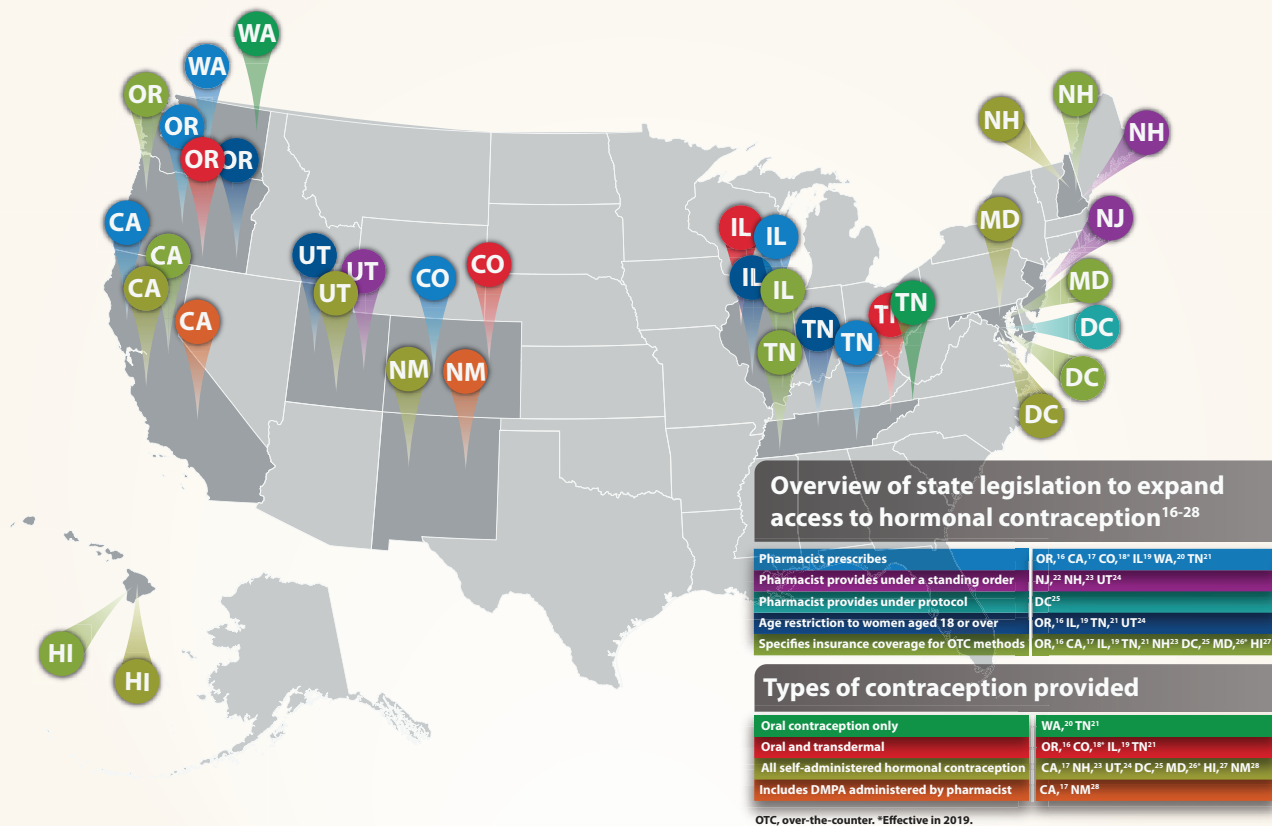 WA
WA
OR
OR
OR
OR
CA
CA
CA
CA
UT
UT
UT
CO
CO
NM
NM
IL
IL
IL
IL
TN
TN
TN
TN
NH
NH
NH
MD
NJ
MD
DC
DC
DC
HI
HI
Overview of state legislation to expand
access to hormonal contraception16-28
Pharmacist prescribes OR,16 CA,17 CO,18* IL19 WA,20 TN21
Pharmacist provides under a standing order NJ,22 NH,23 UT24
Pharmacist provides under protocol DC25
Age restriction to women aged 18 or over OR,16 IL,19 TN,21 UT24
Specifies insurance coverage for OTC methods OR,16 CA,17 IL,19 TN,21 NH23 DC,25 MD,26* HI27
Types of contraception provided
Oral contraception only WA,20 TN21
Oral and transdermal OR,16 CO,18* IL,19 TN21
All self-administered hormonal contraception CA,17 NH,23 UT,24 DC,25 MD,26* HI,27 NM28
Includes DMPA administered by pharmacist CA,17 NM28
OTC, over-the-counter. *Effective in 2019.